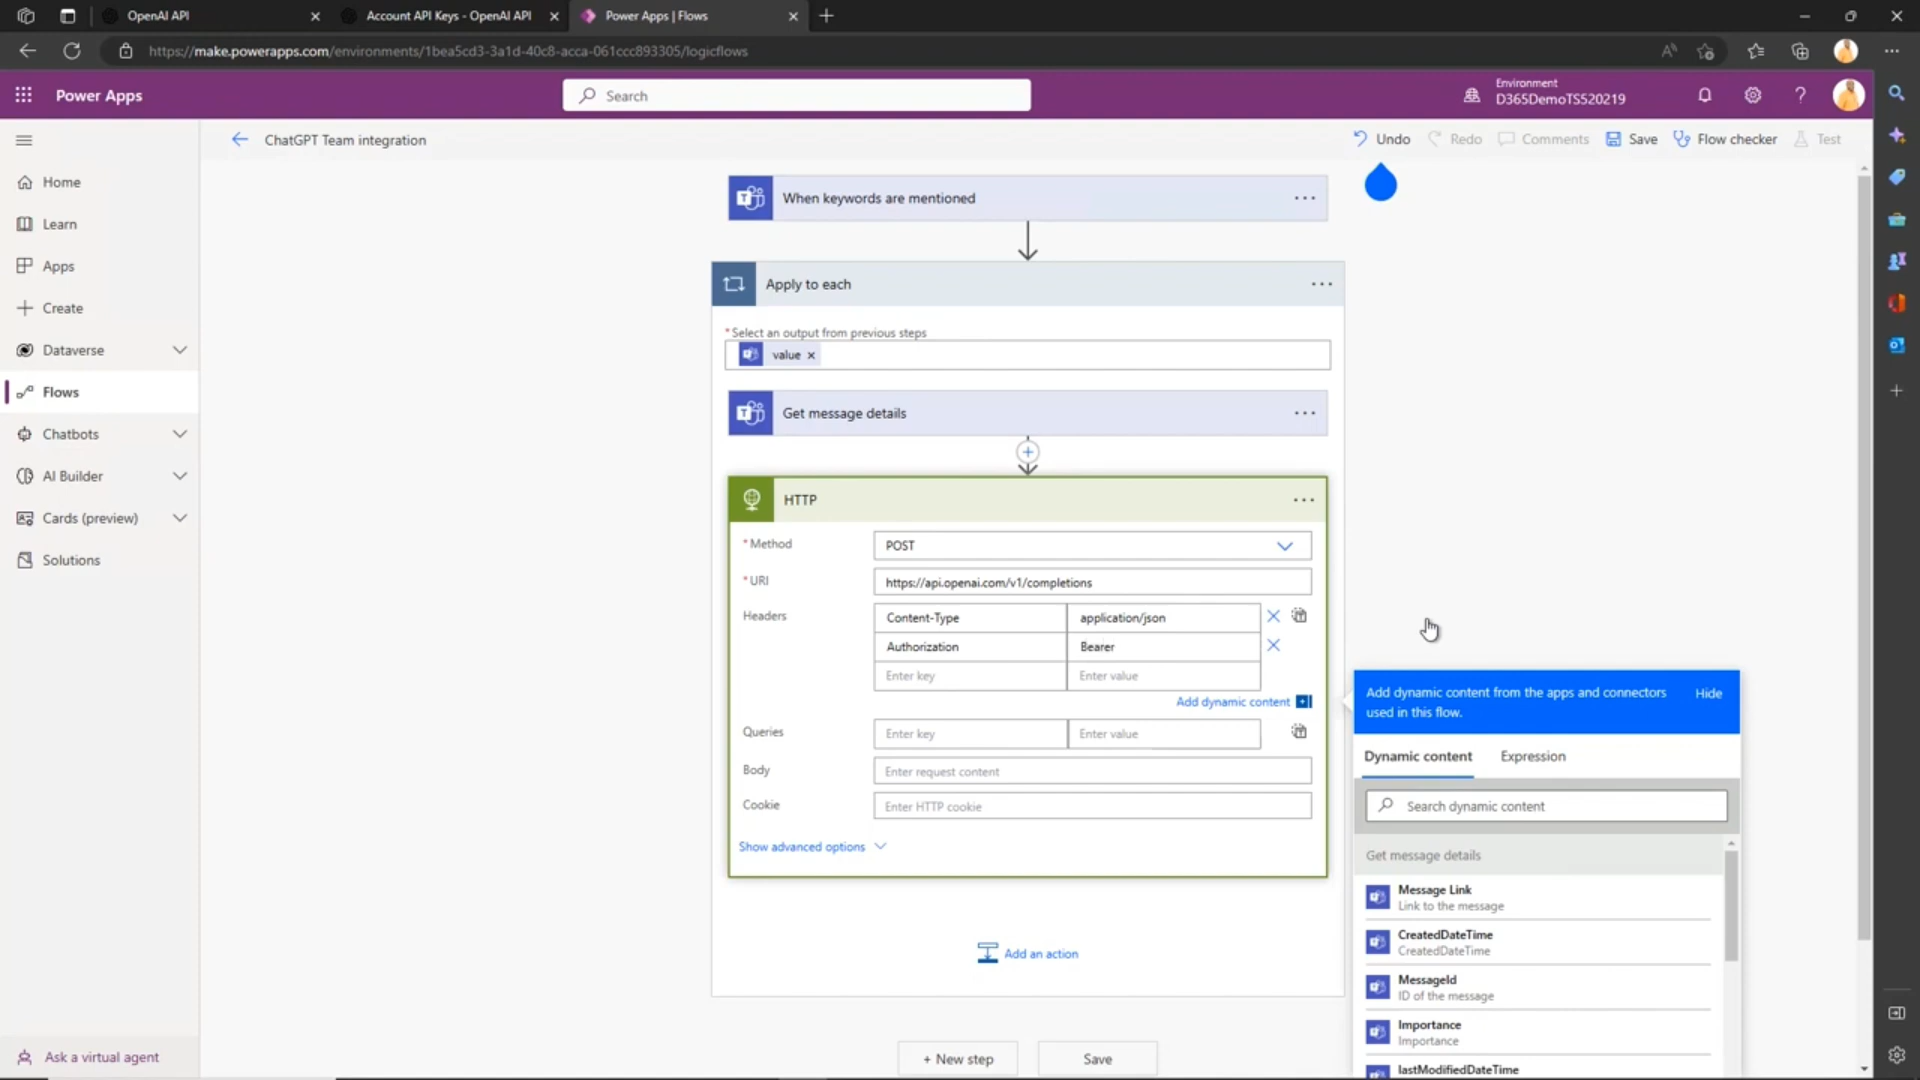 OpenAI API
Account API Keys - OpenAI API
Power Apps | Flows
https://make.powerapps.com/environments/1bea5cd3-3a1d-40c8-acca-061ccc893305/logicflows
Power Apps
Search
Environment
D365DemoTS520219
ChatGPT Team integration
Undo
Redo
Comments
Save
Flow checker
Test
Home
Learn
Apps
Create
Dataverse
Flows
Chatbots
AI Builder
Cards (preview)
Solutions
Ask a virtual agent
When keywords are mentioned
Apply to each
* Select an output from previous steps
value
Get message details
HTTP
* Method
POST
* URI
https://api.openai.com/v1/completions
Headers
Content-Type
application/json
Authorization
Bearer
Enter key
Enter value
Add dynamic content
Queries
Enter key
Enter value
Body
Enter request content
Cookie
Enter HTTP cookie
Show advanced options
Add an action
+ New step
Save
Add dynamic content from the apps and connectors
used in this flow.
Hide
Dynamic content
Expression
Search dynamic content
Get message details
Message Link
Link to the message
CreatedDateTime
CreatedDateTime
MessageId
ID of the message
Importance
Importance
lastModifiedDateTime